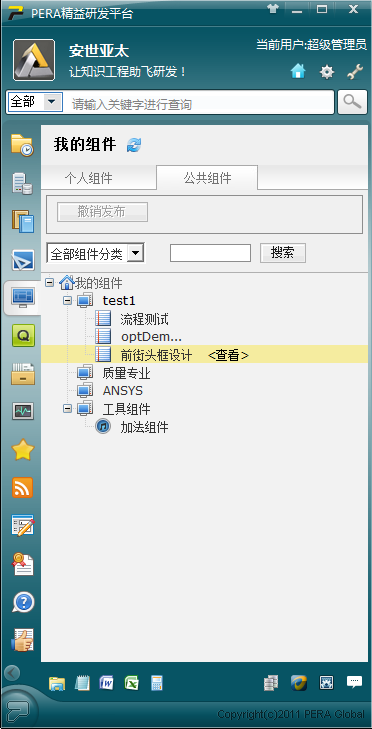 PERA精益研发平台
安世亚太
当前用户:超级管理员
让知识工程助飞研发！
全部
请输入关键字进行查询
我的组件
个人组件
公共组件
撤销发布
全部组件分类
搜索
我的组件
test1
流程测试
optDem...
前街头框设计 <查看>
质量专业
ANSYS
工具组件
加法组件
Copyright(c)2011 PERA Global